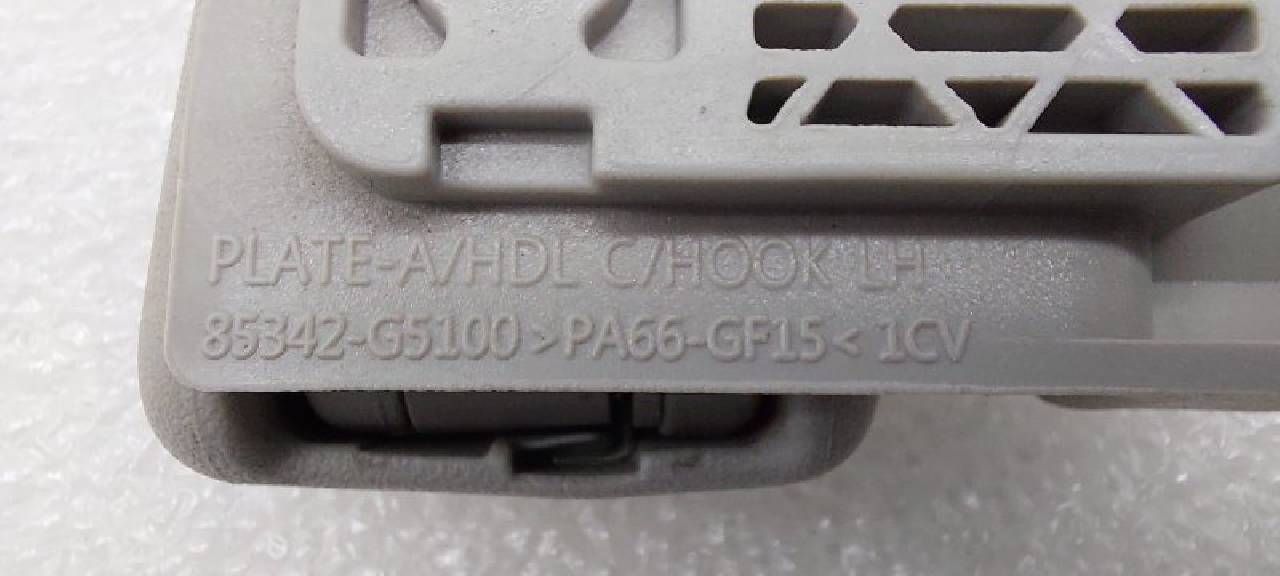 PLATE-A/HDL C/HOOK LH
85342-G5100 >PA66-GF15< 1CV